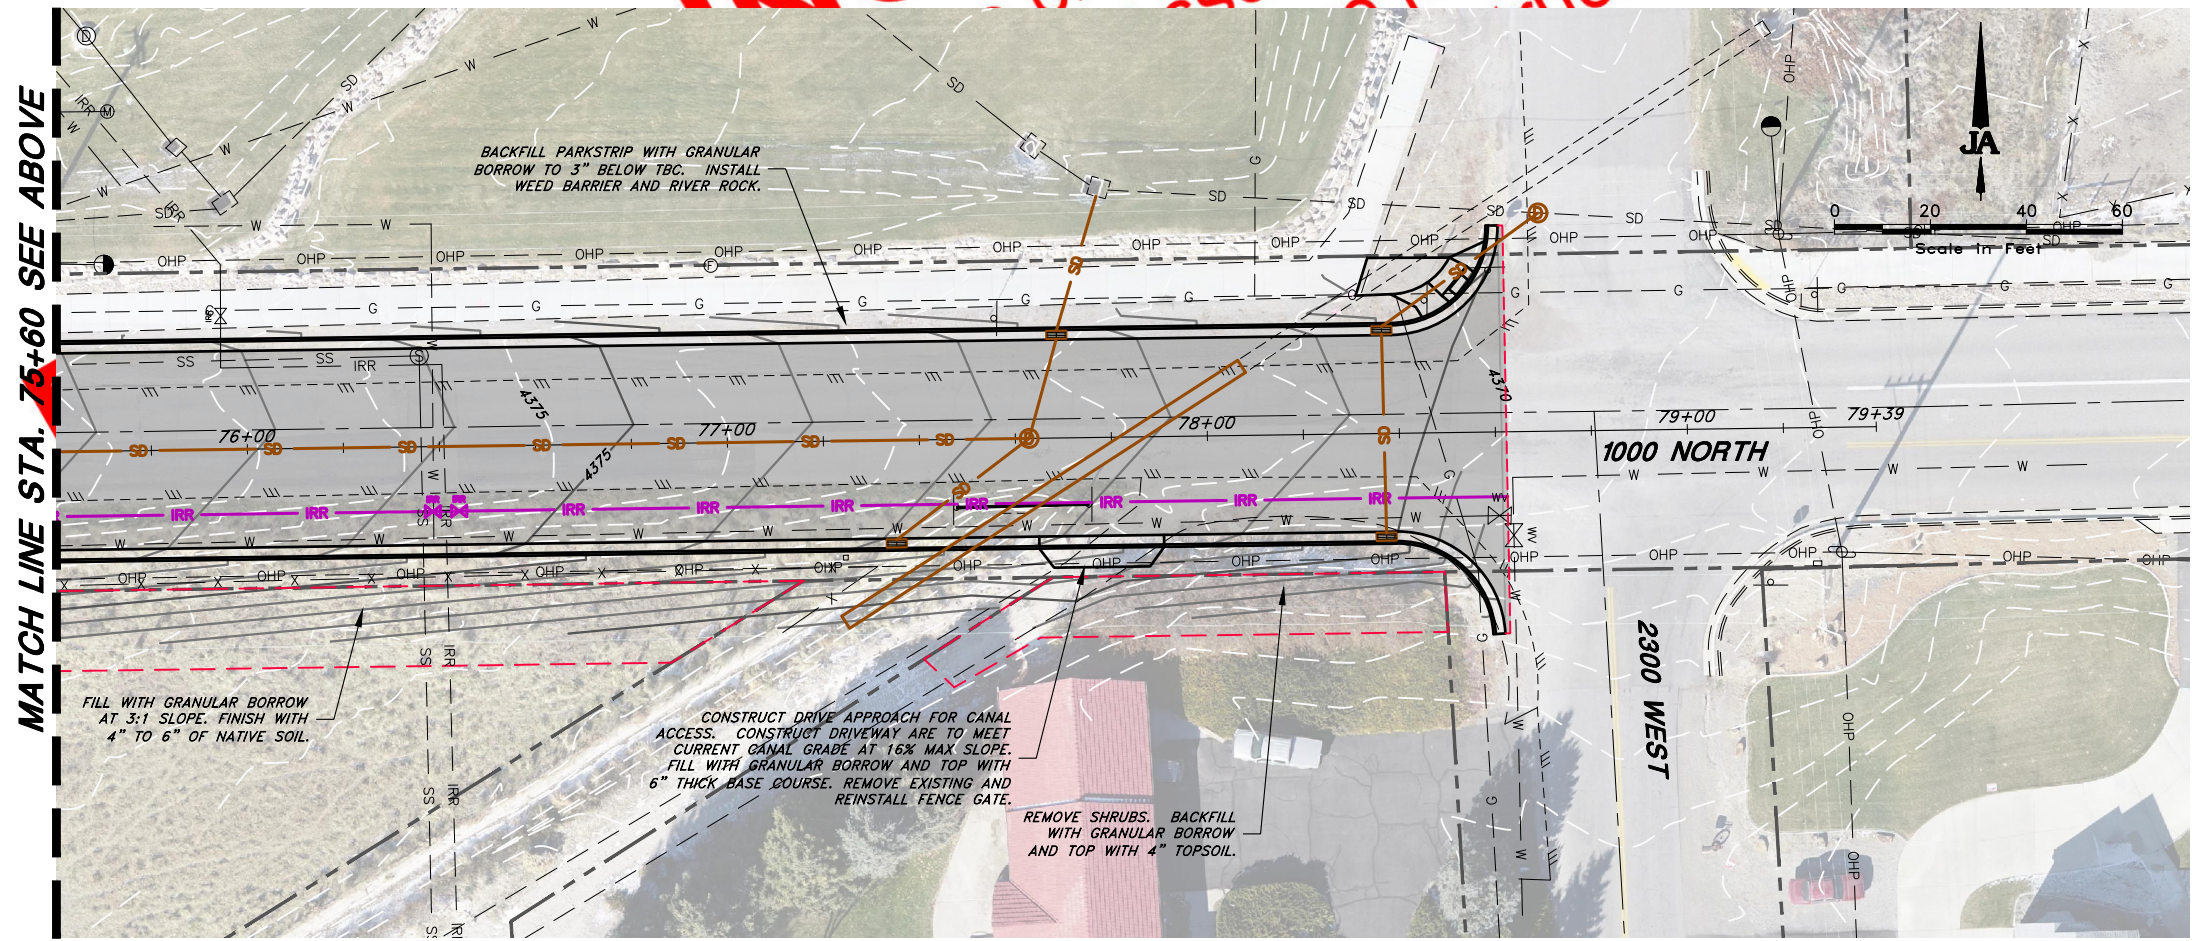 MATCH LINE STA. 75+60 SEE ABOVE
BACKFILL PARKSTRIP WITH GRANULAR
BORROW TO 3" BELOW TBC. INSTALL
WEED BARRIER AND RIVER ROCK.
JA
0 20 40 60
Scale in Feet
SD
W
IRR
M
D
OHP
F
G
SS
X
WV
4375
4375
4370
76+00
77+00
78+00
79+00
79+39
1000 NORTH
2300 WEST
FILL WITH GRANULAR BORROW
AT 3:1 SLOPE. FINISH WITH
4" TO 6" OF NATIVE SOIL.
CONSTRUCT DRIVE APPROACH FOR CANAL
ACCESS. CONSTRUCT DRIVEWAY ARE TO MEET
CURRENT CANAL GRADE AT 16% MAX SLOPE.
FILL WITH GRANULAR BORROW AND TOP WITH
6" THICK BASE COURSE. REMOVE EXISTING AND
REINSTALL FENCE GATE.
REMOVE SHRUBS. BACKFILL
WITH GRANULAR BORROW
AND TOP WITH 4" TOPSOIL.